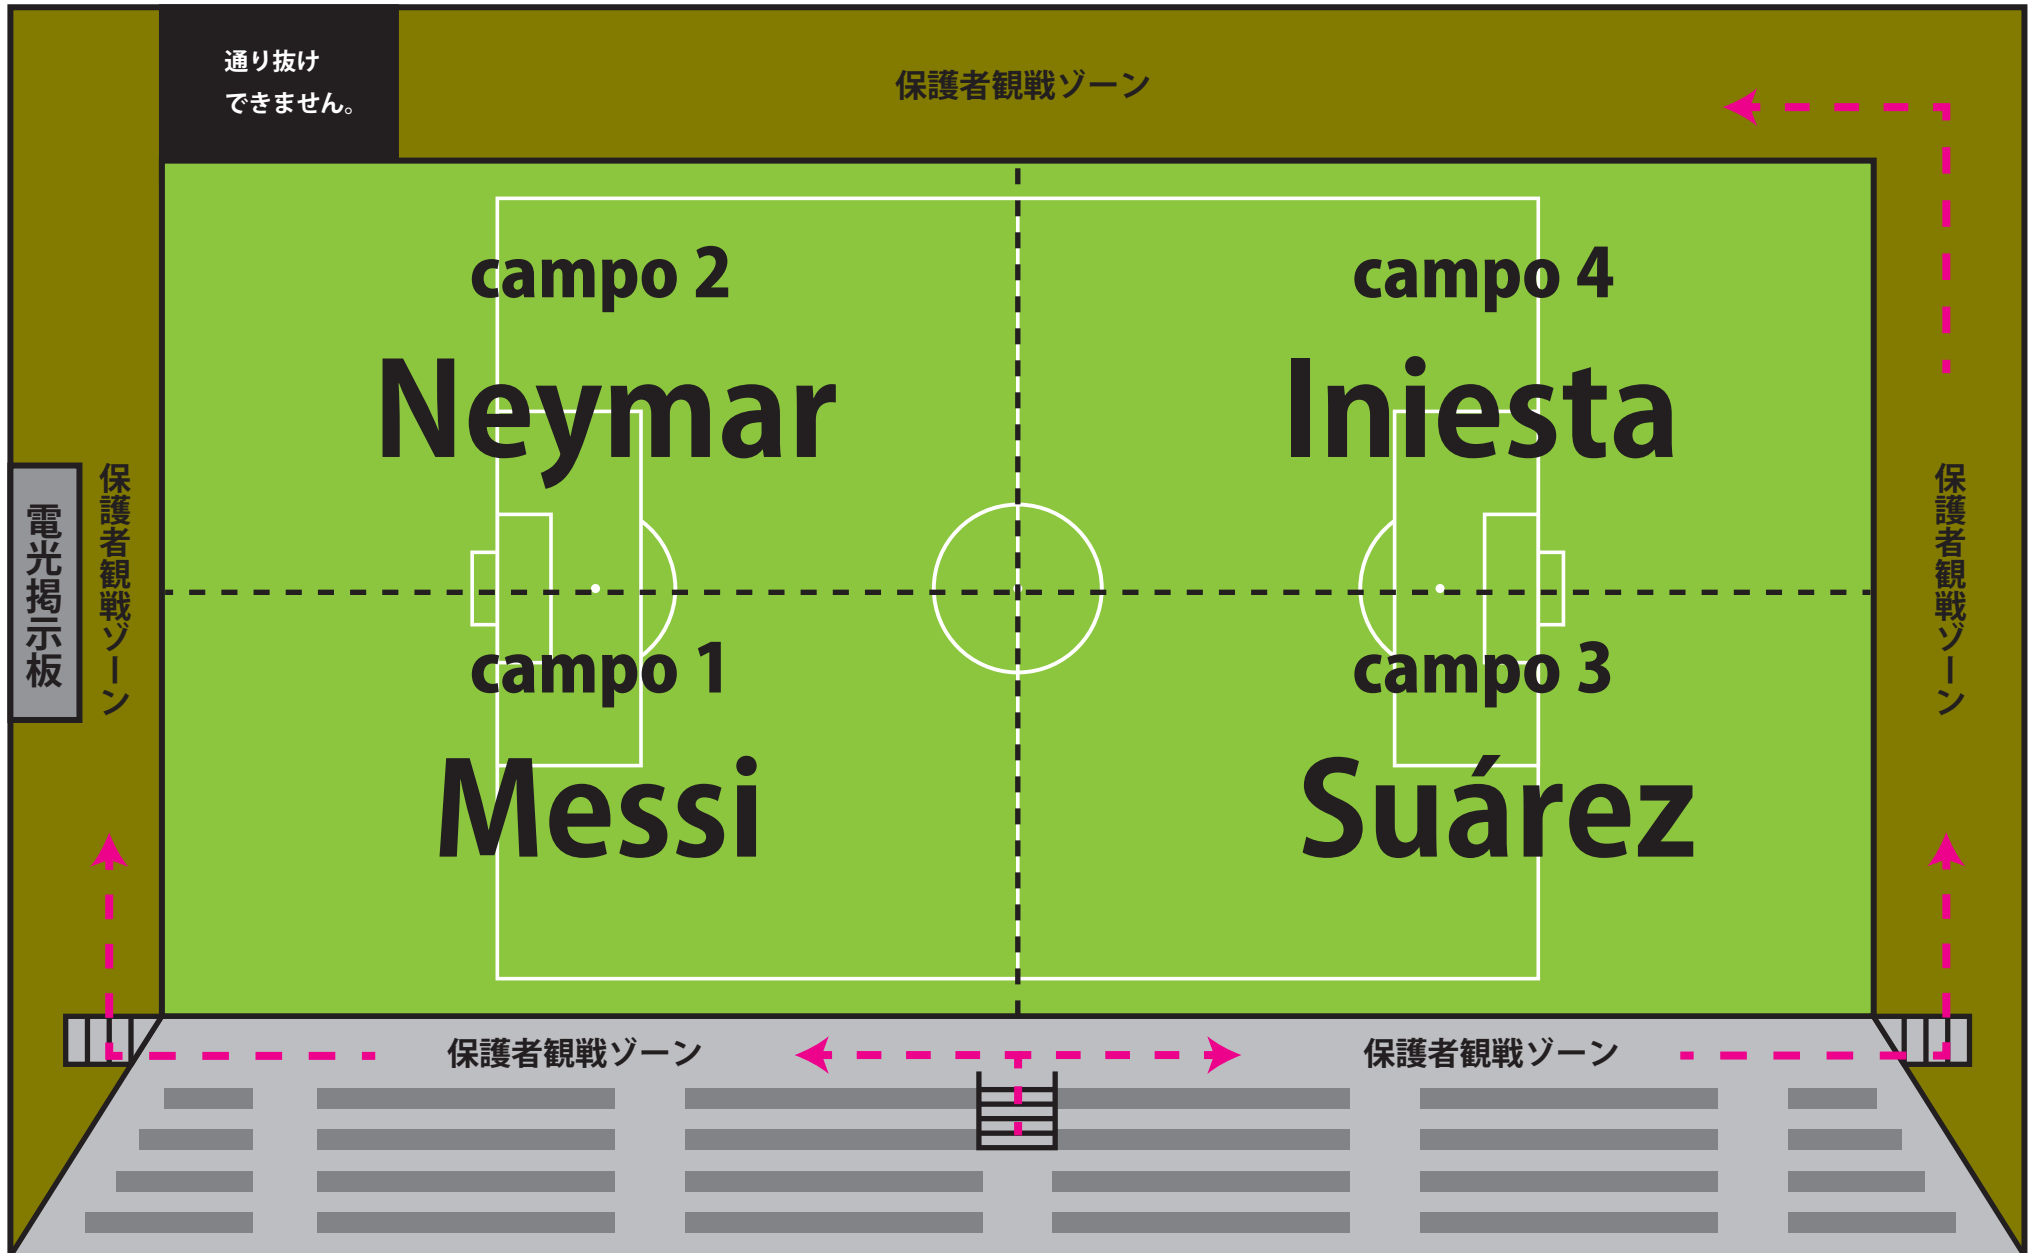 通り抜け
できません。
保護者観戦ゾーン
campo 2
Neymar
campo 4
Iniesta
電光掲示板
保護者観戦ゾーン
保護者観戦ゾーン
campo 1
Messi
campo 3
Suárez
保護者観戦ゾーン
保護者観戦ゾーン